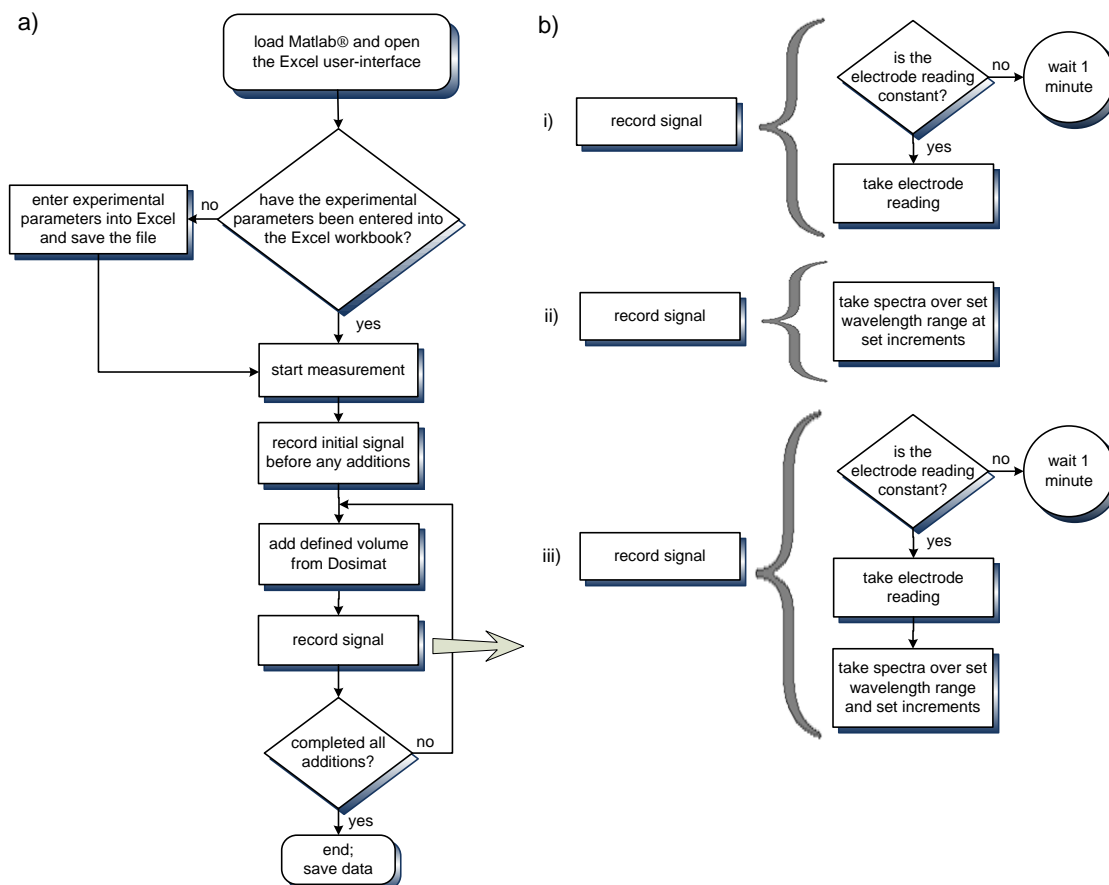 a)
load Matlab® and open
the Excel user-interface
have the experimental
parameters been entered into
the Excel workbook?
no
enter experimental
parameters into Excel
and save the file
yes
start measurement
record initial signal
before any additions
add defined volume
from Dosimat
record signal
completed all
additions?
no
yes
end;
save data
b)
i)
record signal
is the
electrode reading
constant?
no
wait 1
minute
yes
take electrode
reading
ii)
record signal
take spectra over set
wavelength range at
set increments
iii)
record signal
is the
electrode reading
constant?
no
wait 1
minute
yes
take electrode
reading
take spectra over set
wavelength range
and set increments